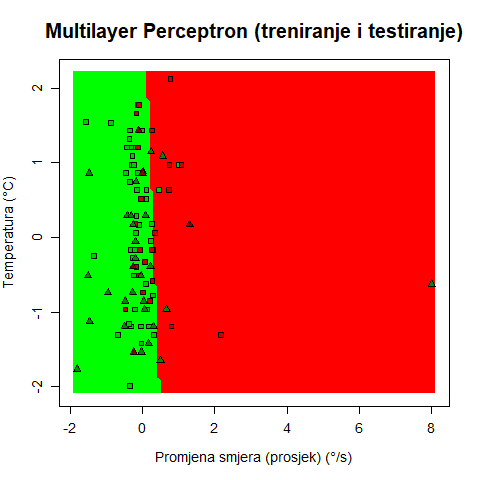 Multilayer Perceptron (treniranje i testiranje)
Temperatura (°C)
2
1
0
-1
-2
-2 0 2 4 6 8
Promjena smjera (prosjek) (°/s)